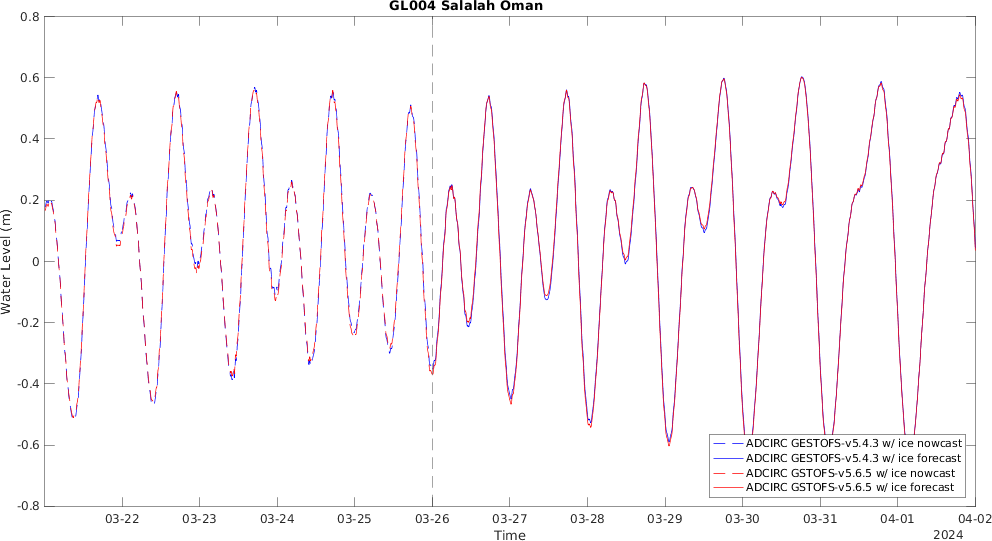 GL004 Salalah Oman
0.8
0.6
0.4
0.2
0
-0.2
-0.4
-0.6
-0.8
Water Level (m)
ADCIRC GESTOFS-v5.4.3 w/ ice nowcast
ADCIRC GESTOFS-v5.4.3 w/ ice forecast
ADCIRC GSTOFS-v5.6.5 w/ ice nowcast
ADCIRC GSTOFS-v5.6.5 w/ ice forecast
03-22 03-23 03-24 03-25 03-26 03-27 03-28 03-29 03-30 03-31 04-01 04-02
Time
2024